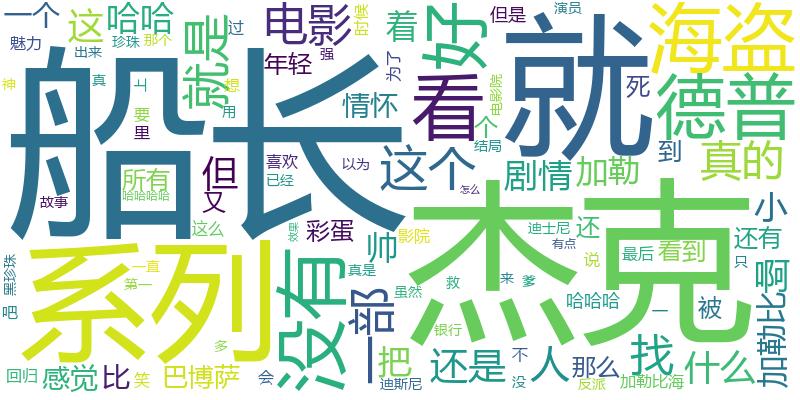 一个
这
哈哈
就是
电影
时候
着
好
但是
演员
海盗
魅力
出来
珍珠
那个
过
年轻
强
为了
神
真
上
想
要
用
里
情怀
看
个
电影院
结局
就
死
德普
船长
但
又
所有
哈哈哈哈
喜欢
已经
以为
这个
剧情
加勒
到
真的
故事
怎么
这么
效果
彩蛋
帅
影院
迪士尼
有点
还
小
还有
黑珍珠
一直
第一
系列
没有
真是
虽然
救
来
爹
杰克
说
最后
看到
只
啊
吧
多
一部
银行
哈哈哈
一
被
加勒比
回归
感觉
比
笑
巴博萨
会
把
迪斯尼
还是
不
没
人
那么
反派
找
加勒比海
什么